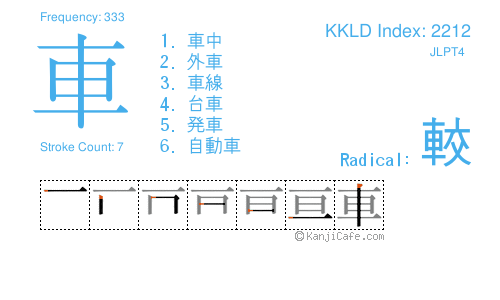 Frequency: 333
車
Stroke Count: 7
1. 車中
2. 外車
3. 車線
4. 台車
5. 発車
6. 自動車
KKLD Index: 2212
JLPT4
Radical: 較
©KanjiCafe.com